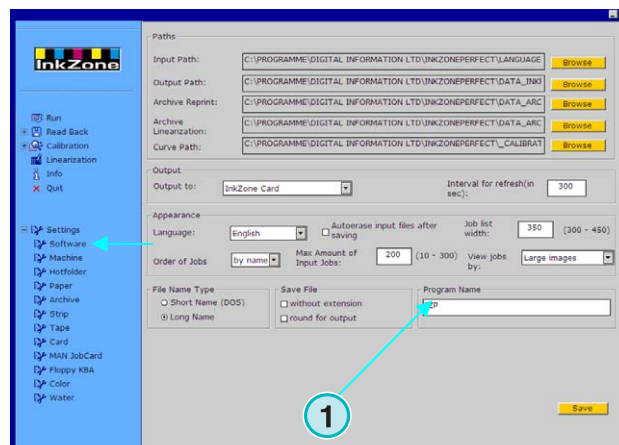 InkZone
Run
Read Back
Calibration
Linearization
Info
Quit
Settings
Software
Machine
Hotfolder
Paper
Archive
Strip
Tape
Card
MAN JobCard
Floppy KBA
Color
Water
Paths
Input Path: C:\PROGRAMME\DIGITAL INFORMATION LTD\INKZONEPERFECT\LANGUAGE Browse
Output Path: C:\PROGRAMME\DIGITAL INFORMATION LTD\INKZONEPERFECT\DATA_INKF Browse
Archive Reprint: C:\PROGRAMME\DIGITAL INFORMATION LTD\INKZONEPERFECT\DATA_ARC Browse
Archive
Linearization: C:\PROGRAMME\DIGITAL INFORMATION LTD\INKZONEPERFECT\DATA_ARC Browse
Curve Path: C:\PROGRAMME\DIGITAL INFORMATION LTD\INKZONEPERFECT\_CALIBRAT Browse
Output
Output to: InkZone Card Interval for refresh(in
sec): 300
Appearance
Language: English Autoerase input files after
saving Job list
width: 350 (300 - 450)
Order of Jobs by name Max Amount of
Input Jobs: 200 (10 - 300) View jobs
by: Large images
File Name Type
Short Name (DOS)
Long Name
Save File
without extension
round for output
Program Name
1
Save